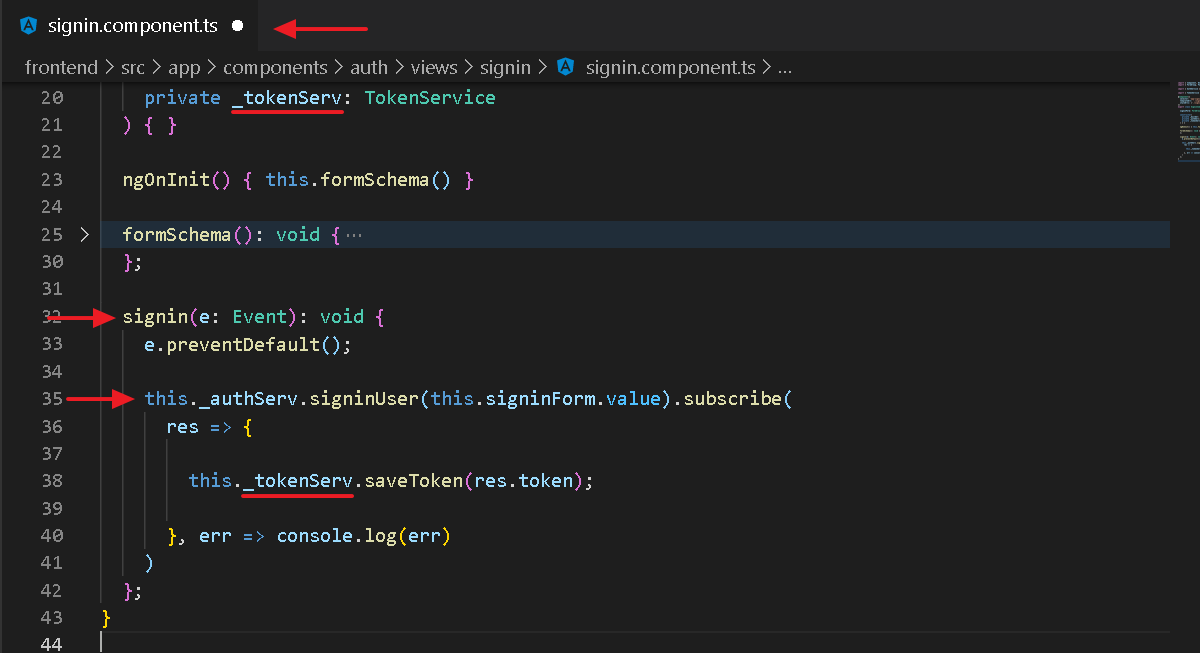 signin.component.ts
frontend > src > app > components > auth > views > signin > signin.component.ts > ...
20 private _tokenServ: TokenService
21 ) { }
22
23 ngOnInit() { this.formSchema() }
24
25 > formSchema(): void { ···
30 };
31
32 signin(e: Event): void {
33 e.preventDefault();
34
35 this._authServ.signinUser(this.signinForm.value).subscribe(
36 res => {
37
38 this._tokenServ.saveToken(res.token);
39
40 }, err => console.log(err)
41 )
42 };
43 }
44